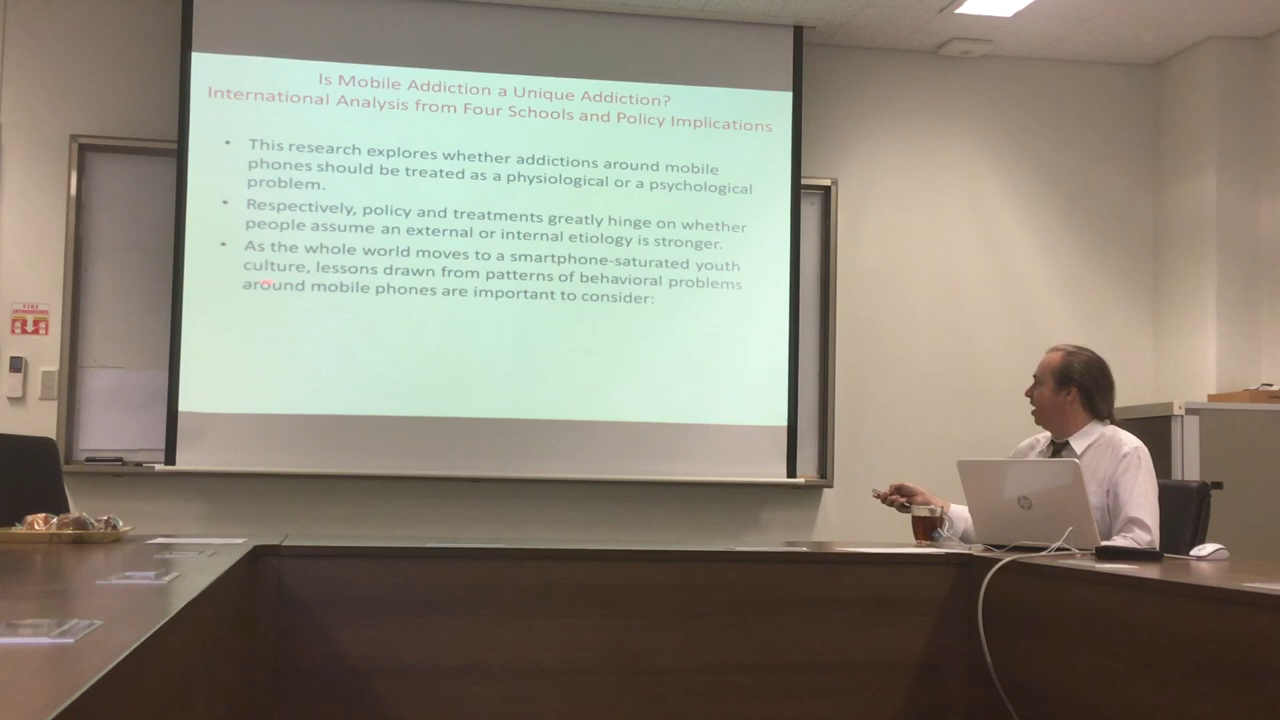 Is Mobile Addiction a Unique Addiction?
International Analysis from Four Schools and Policy Implications
• This research explores whether addictions around mobile
phones should be treated as a physiological or a psychological
problem.
• Respectively, policy and treatments greatly hinge on whether
people assume an external or internal etiology is stronger.
• As the whole world moves to a smartphone-saturated youth
culture, lessons drawn from patterns of behavioral problems
around mobile phones are important to consider:
FIRE
EXTINGUISHER
hp